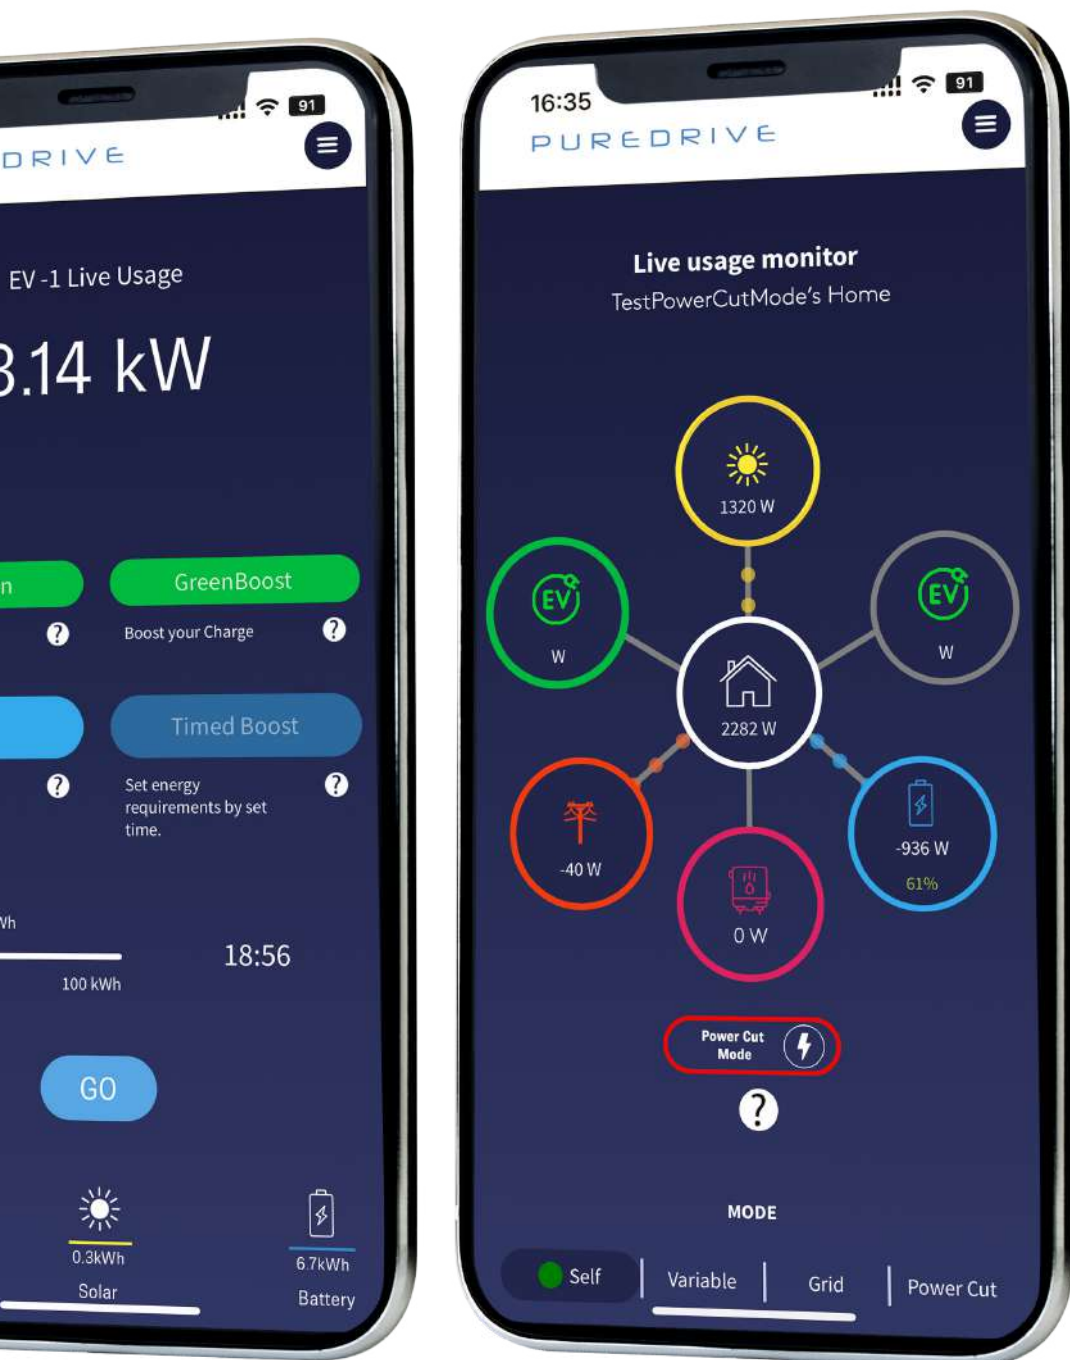 91
DRIVE
EV -1 Live Usage
3.14 kW
GreenBoost
?
Boost your Charge
?
Timed Boost
?
Set energy
requirements by set
time.
?
100 kWh
18:56
GO
0.3kWh
Solar
6.7kWh
Battery
16:35
91
PUREDRIVE
Live usage monitor
TestPowerCutMode's Home
1320 W
EV
W
EV
W
2282 W
-40 W
-936 W
61%
0 W
Power Cut
Mode
?
MODE
Self
Variable
Grid
Power Cut